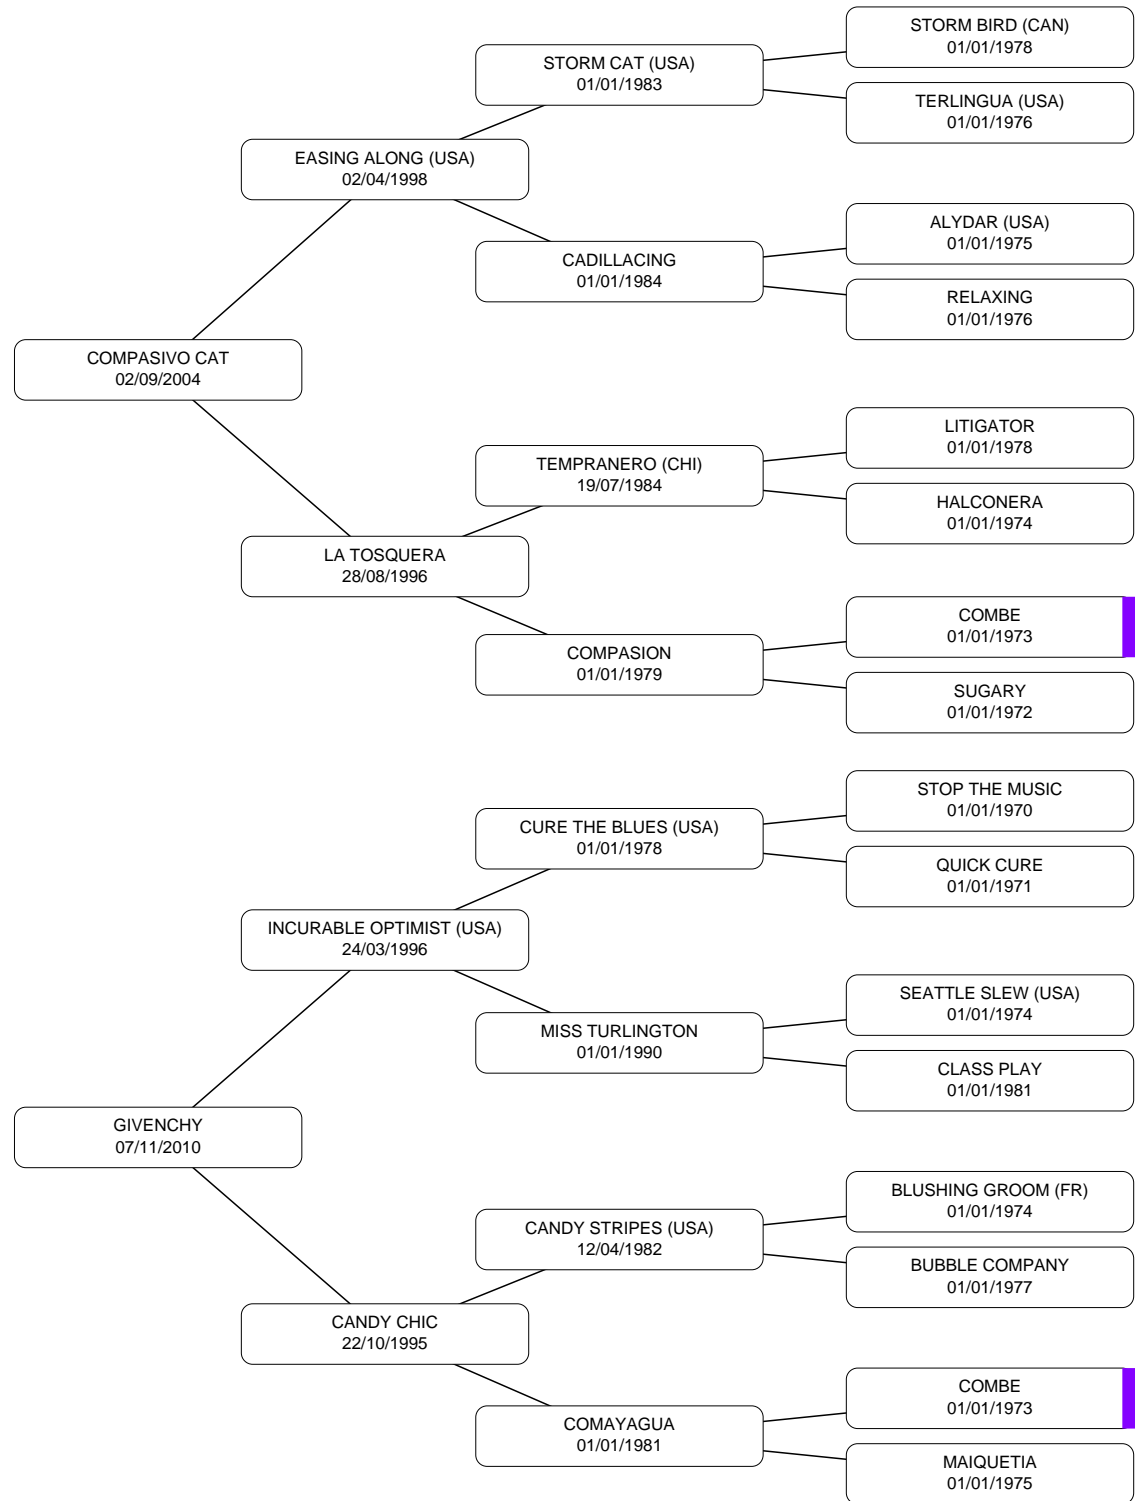 STORM BIRD (CAN)
01/01/1978
STORM CAT (USA)
01/01/1983
TERLINGUA (USA)
01/01/1976
EASING ALONG (USA)
02/04/1998
ALYDAR (USA)
01/01/1975
CADILLACING
01/01/1984
RELAXING
01/01/1976
COMPASIVO CAT
02/09/2004
LITIGATOR
01/01/1978
TEMPRANERO (CHI)
19/07/1984
HALCONERA
01/01/1974
LA TOSQUERA
28/08/1996
COMBE
01/01/1973
COMPASION
01/01/1979
SUGARY
01/01/1972
STOP THE MUSIC
01/01/1970
CURE THE BLUES (USA)
01/01/1978
QUICK CURE
01/01/1971
INCURABLE OPTIMIST (USA)
24/03/1996
SEATTLE SLEW (USA)
01/01/1974
MISS TURLINGTON
01/01/1990
CLASS PLAY
01/01/1981
GIVENCHY
07/11/2010
BLUSHING GROOM (FR)
01/01/1974
CANDY STRIPES (USA)
12/04/1982
BUBBLE COMPANY
01/01/1977
CANDY CHIC
22/10/1995
COMBE
01/01/1973
COMAYAGUA
01/01/1981
MAIQUETIA
01/01/1975